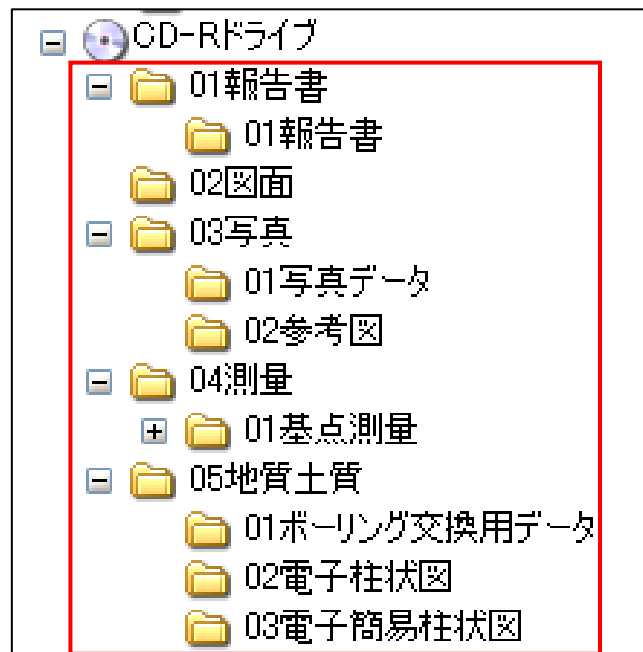 CD-Rドライブ
01報告書
01報告書
02図面
03写真
01写真データ
02参考図
04測量
01基点測量
05地質土質
01ボーリング交換用データ
02電子柱状図
03電子簡易柱状図